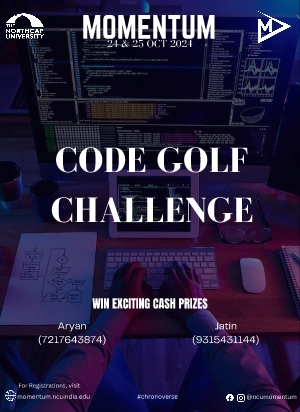 THE
NORTHCAP
UNIVERSITY
MOMENTUM
24 & 25 OCT 2024
CODE GOLF
CHALLENGE
WIN EXCITING CASH PRIZES
Aryan
(7217643874)
Jatin
(9315431144)
For Registrations, visit
momentum.ncuindia.edu
#chronoverse
@ncumomentum